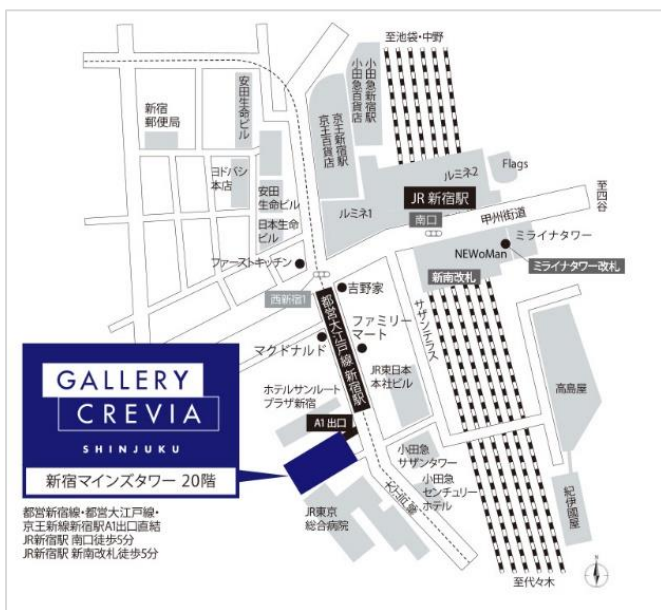 至池袋・中野
小田急新宿駅
小田急百貨店
京王新宿駅
京王百貨店
安田生命ビル
新宿
郵便局
ヨドバシ
本店
安田
生命ビル
日本生命
ビル
ルミネ1
ルミネ2
Flags
JR 新宿駅
南口
甲州街道
至四谷
ミライナタワー
NEWoMan
ミライナタワー改札
新南改札
ファーストキッチン
西新宿1
吉野家
都営大江戸線 新宿駅
ファミリー
マート
サザンテラス
マクドナルド
JR東日本
本社ビル
高島屋
ホテルサンルート
プラザ新宿
A1 出口
小田急
サザンタワー
小田急
センチュリー
ホテル
JR東京
総合病院
紀伊國屋
至代々木
N
GALLERY
CREVIA
SHINJUKU
新宿マインズタワー 20階
都営新宿線・都営大江戸線・
京王新線新宿駅A1出口直結
JR新宿駅 南口徒歩5分
JR新宿駅 新南改札徒歩5分